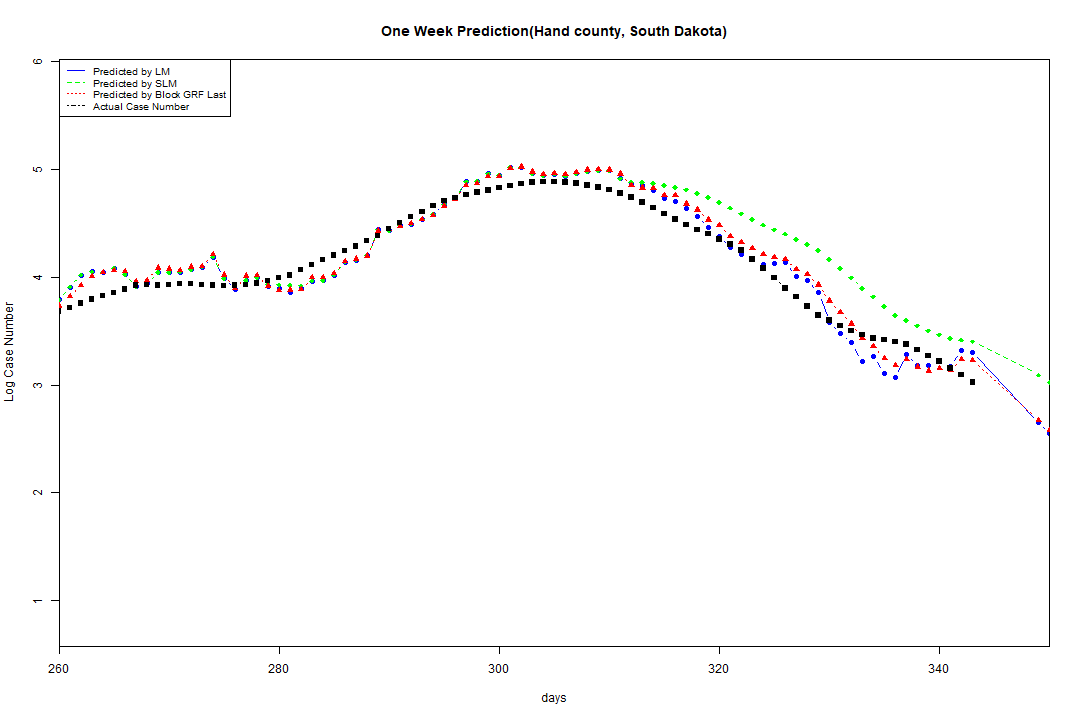 One Week Prediction(Hand county, South Dakota)
Predicted by LM
Predicted by SLM
Predicted by Block GRF Last
Actual Case Number
6
5
4
3
2
1
Log Case Number
260 280 300 320 340
days